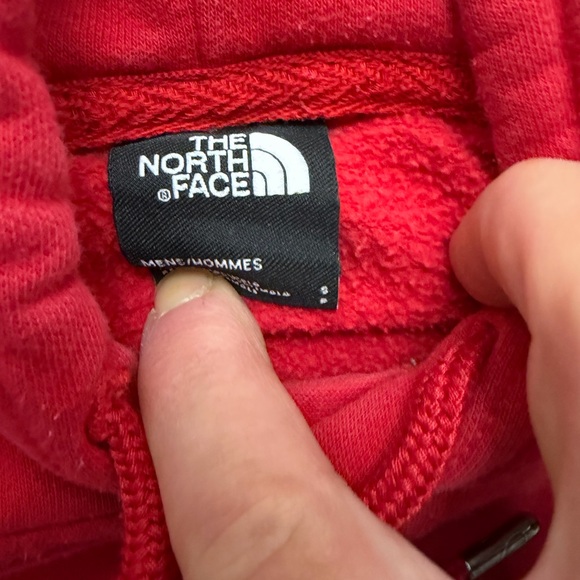 THE
NORTH
® FACE
MENS/HOMMES
S
P